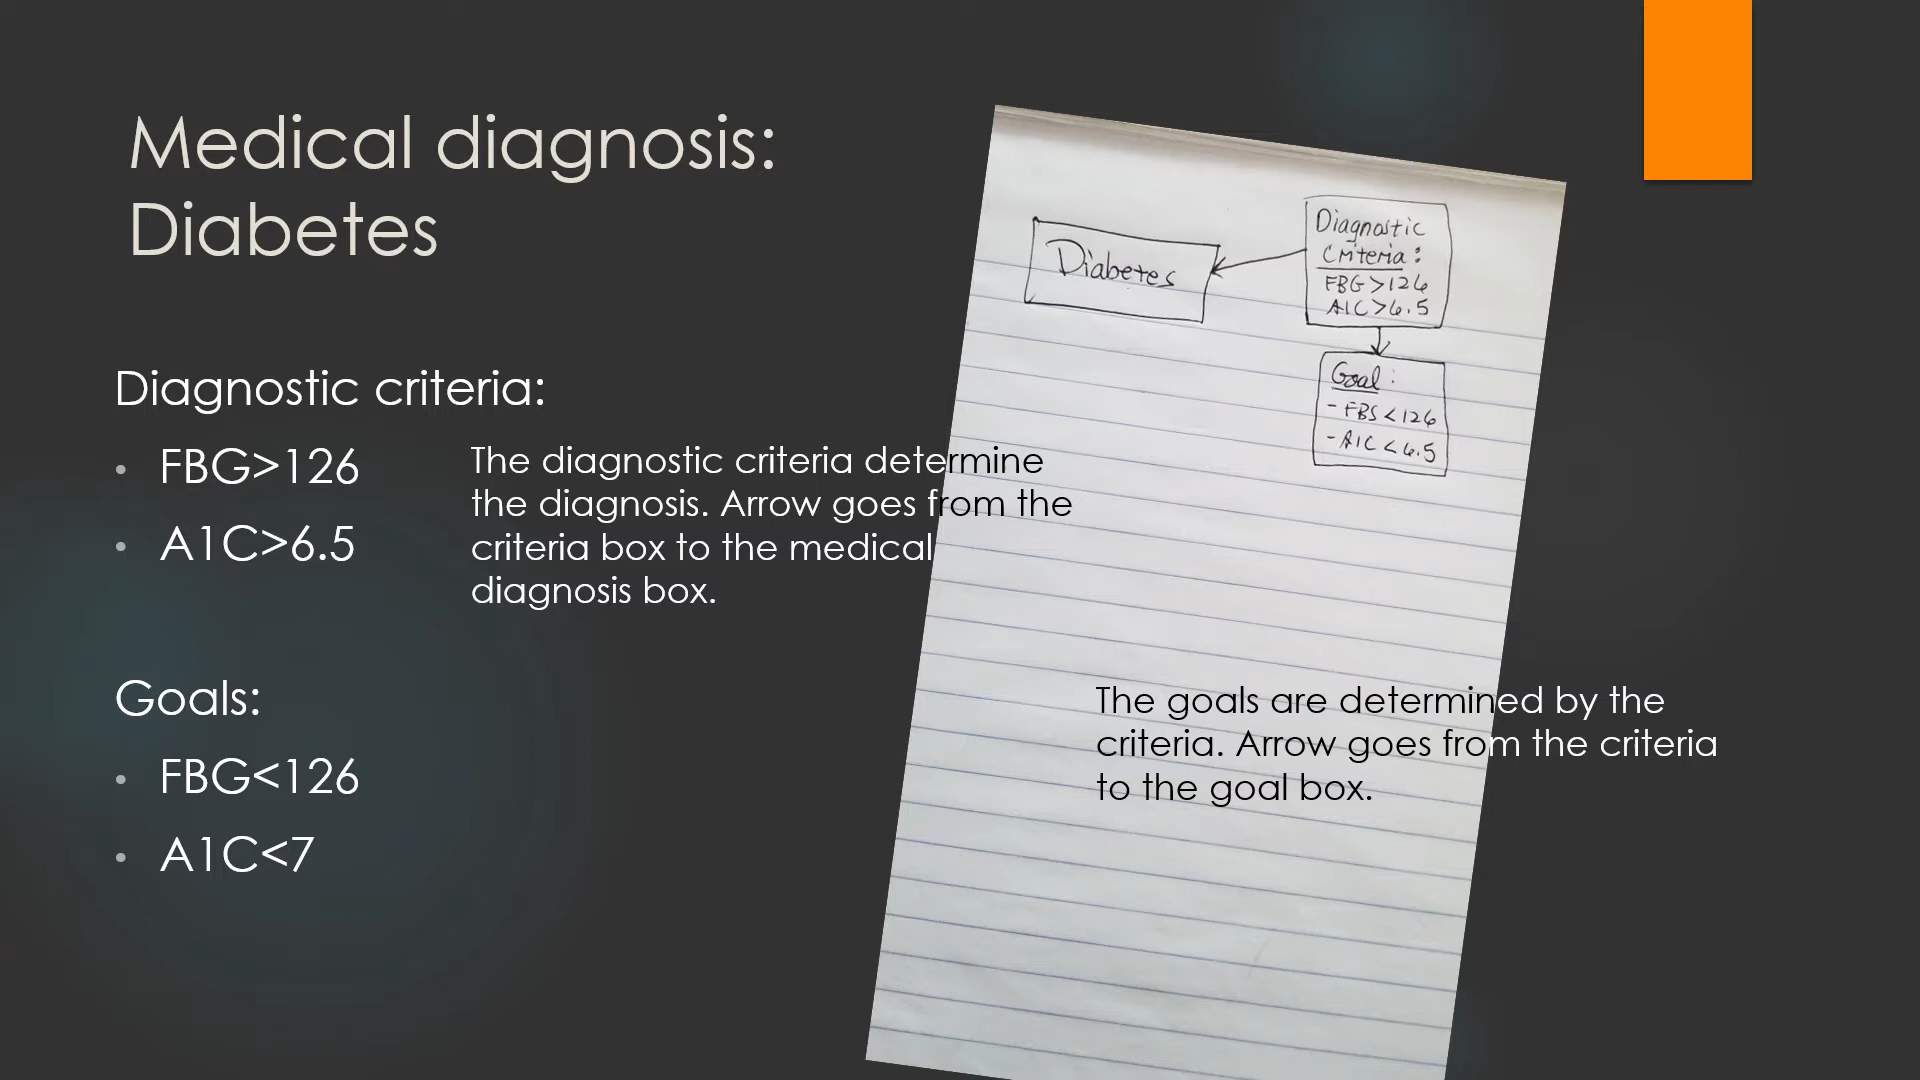 Medical diagnosis:
Diabetes
Diagnostic criteria:
• FBG>126
• A1C>6.5
The diagnostic criteria determine
the diagnosis. Arrow goes from the
criteria box to the medical
diagnosis box.
Goals:
• FBG<126
• A1C<7
Diabetes
Diagnostic
Criteria:
FBG>126
A1C>6.5
Goal:
- FBS<126
- A1C<6.5
The goals are determined by the
criteria. Arrow goes from the criteria
to the goal box.